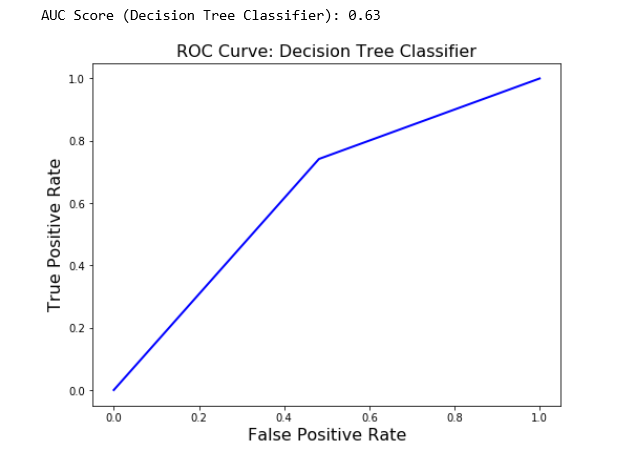 AUC Score (Decision Tree Classifier): 0.63
ROC Curve: Decision Tree Classifier
1.0
0.8
0.6
0.4
0.2
0.0
True Positive Rate
0.0 0.2 0.4 0.6 0.8 1.0
False Positive Rate